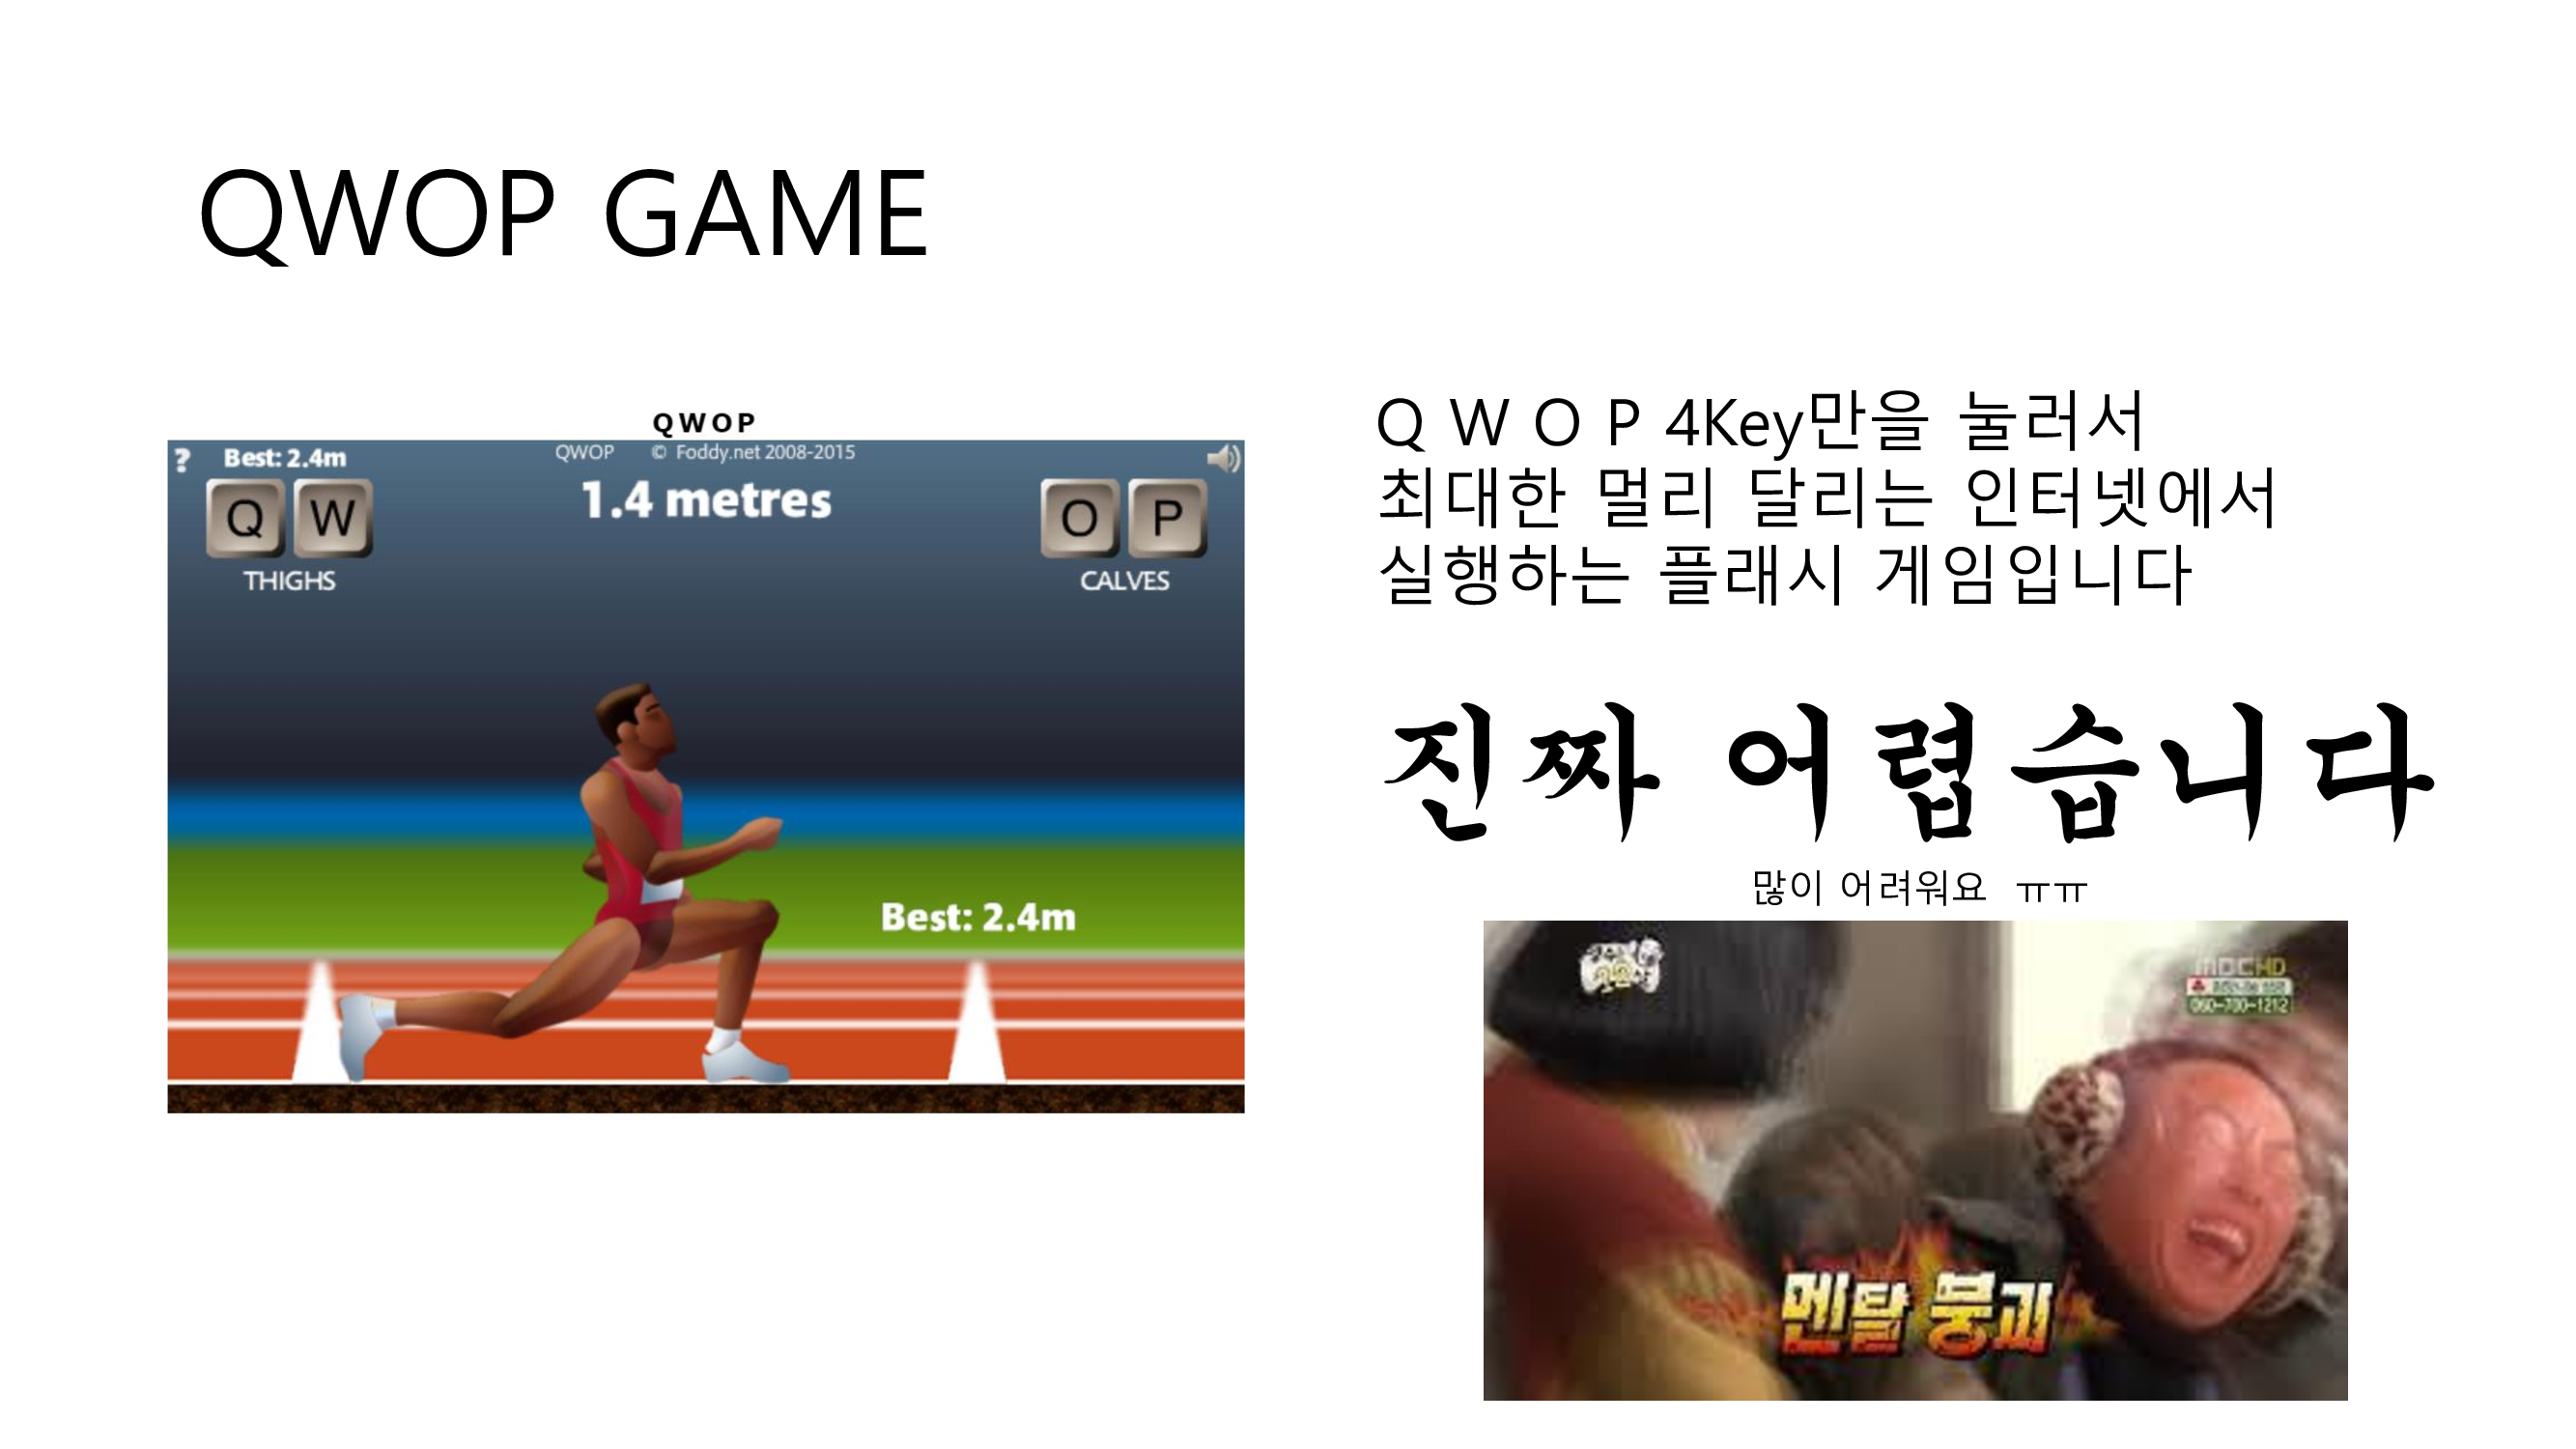 QWOP GAME
QWOP
? Best: 2.4m
QWOP © Foddy.net 2008-2015
1.4 metres
Q W
O P
THIGHS
CALVES
Best: 2.4m
Q W O P 4Key만을 눌러서
최대한 멀리 달리는 인터넷에서
실행하는 플래시 게임입니다
진짜 어렵습니다
많이 어려워요 ㅠㅠ
HD
060-700-1212
멘탈 붕괴